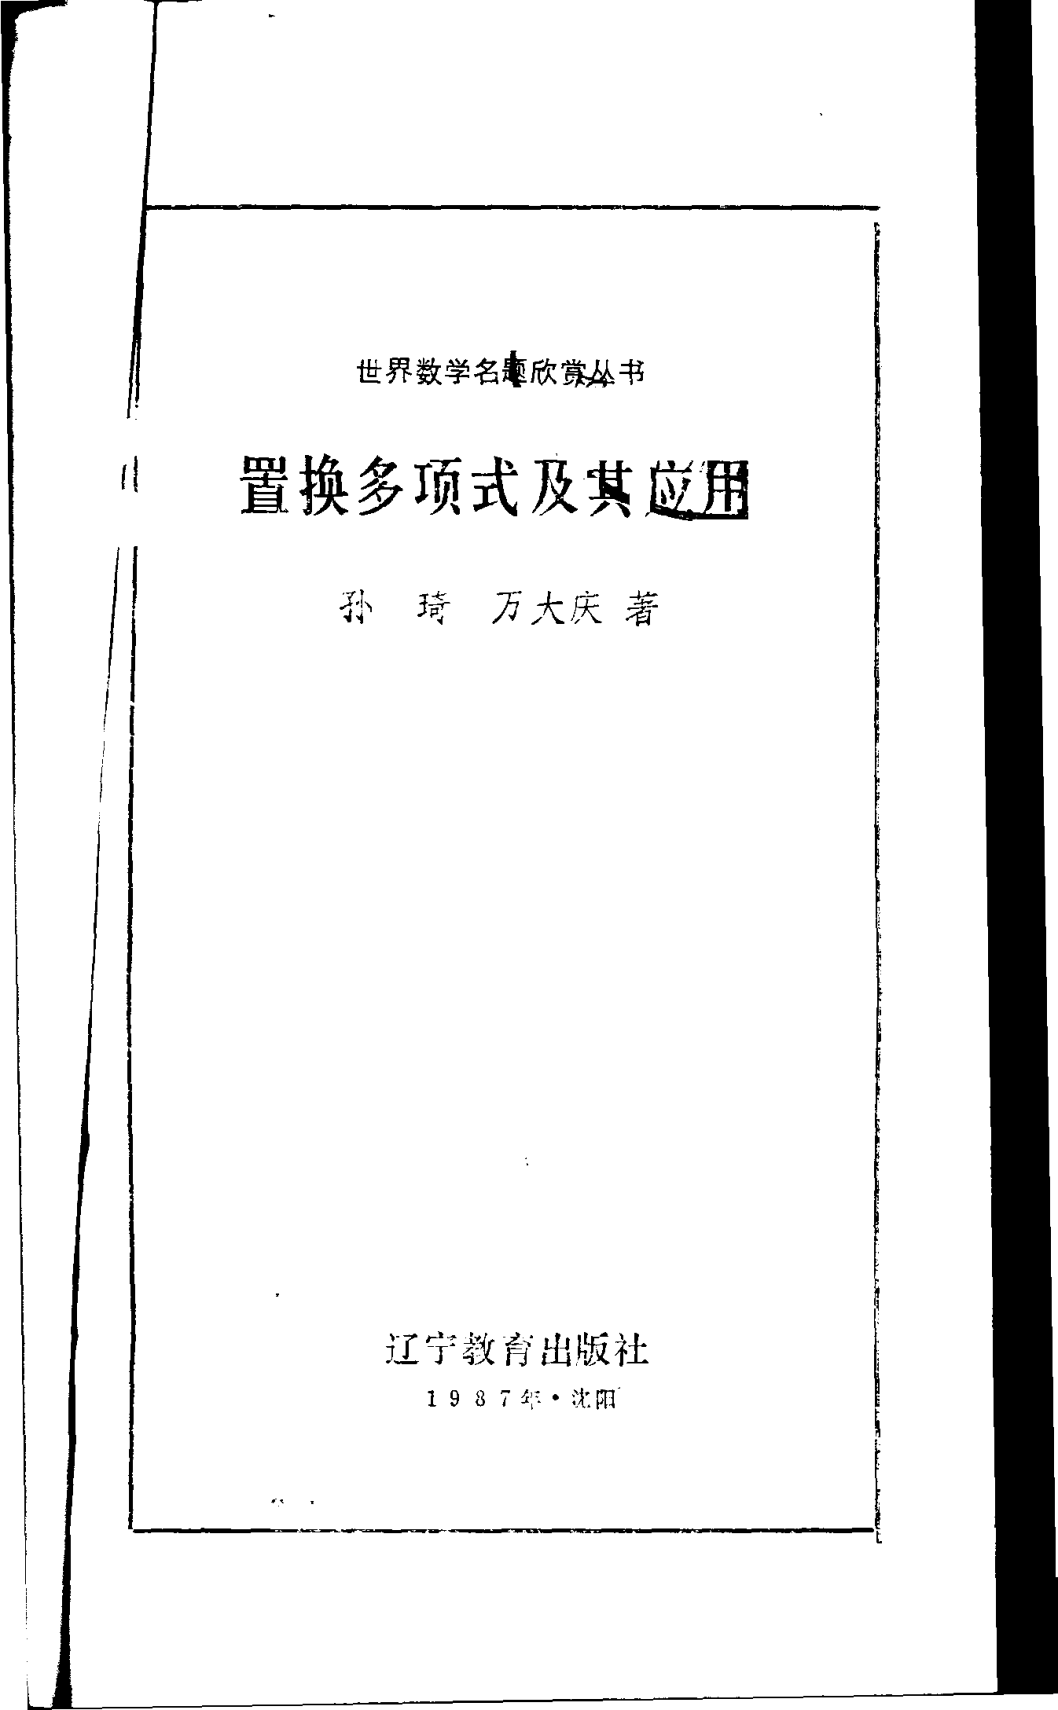 世界数学名题欣赏丛书
置换多项式及其应用
孙 琦 万大庆 著
辽宁教育出版社
1987年·沈阳